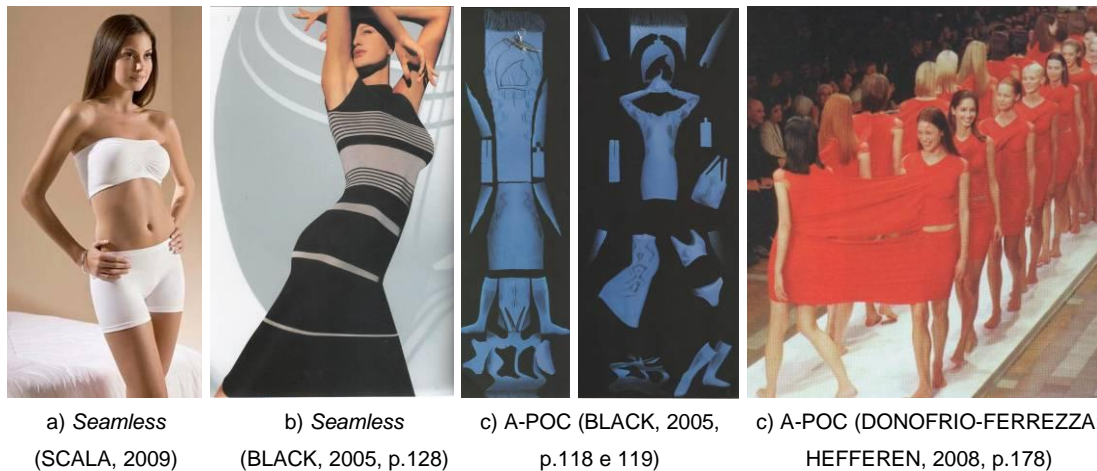 a) Seamless
(SCALA, 2009)
b) Seamless
(BLACK, 2005, p.128)
c) A-POC (BLACK, 2005,
p.118 e 119)
c) A-POC (DONOFRIO-FERREZZA
HEFFEREN, 2008, p.178)